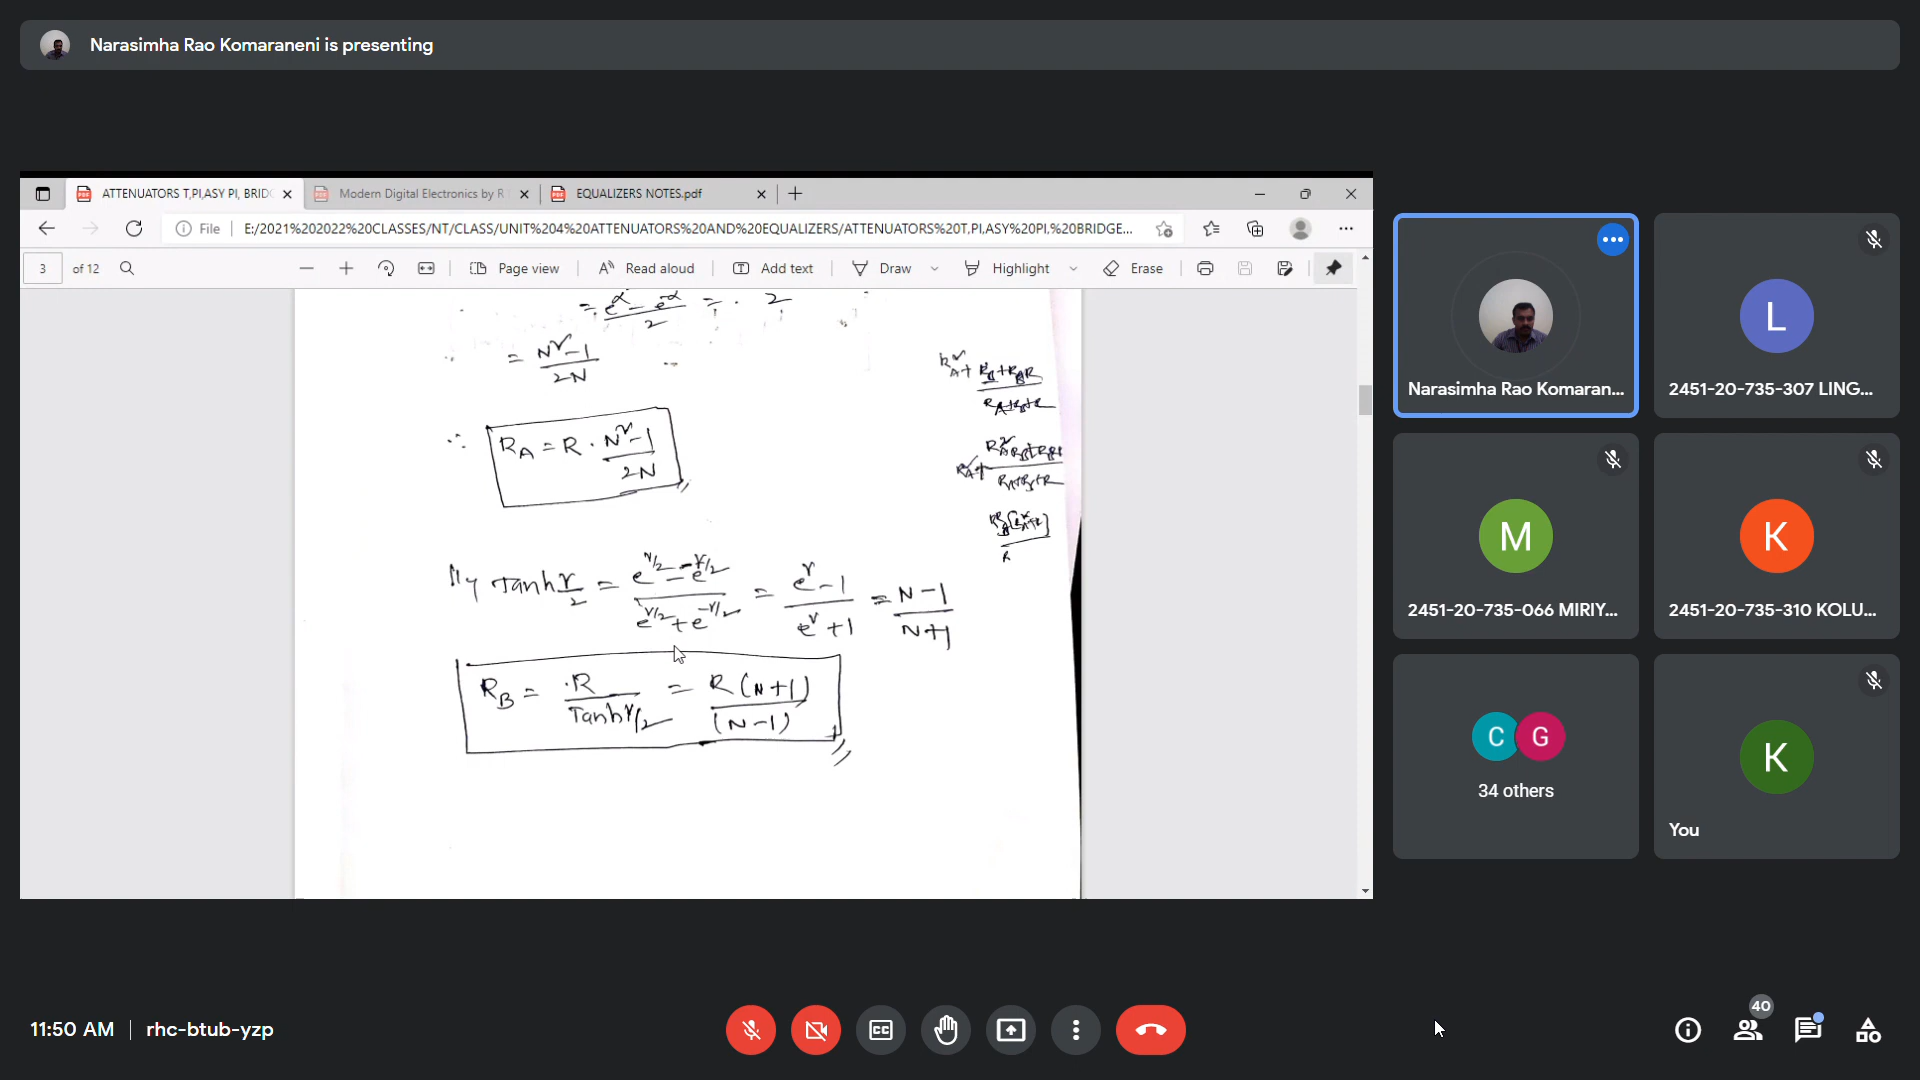 Narasimha Rao Komaraneni is presenting
ATTENUATORS T,PI,ASY PI, BRID
Modern Digital Electronics by R
EQUALIZERS NOTES.pdf
File
E:/2021%202022%20CLASSES/NT/CLASS/UNIT%204%20ATTENUATORS%20AND%20EQUALIZERS/ATTENUATORS%20T,PI,ASY%20PI,%20BRIDGE...
3 of 12
Page view
Read aloud
Add text
Draw
Highlight
Erase
= e^α - e^-α / 2 = . 2
= N² - 1 / 2N
∴ R_A = R . N² - 1 / 2N
lly Tanh γ/2 = e^γ/2 - e^-γ/2 / e^γ/2 + e^-γ/2 = e^γ - 1 / e^γ + 1 = N - 1 / N + 1
R_B = R / Tanh γ/2 = R (N+1) / (N-1)
Narasimha Rao Komaran...
L
2451-20-735-307 LING...
M
2451-20-735-066 MIRIY...
K
2451-20-735-310 KOLU...
C G
34 others
K
You
11:50 AM
rhc-btub-yzp
CC
40